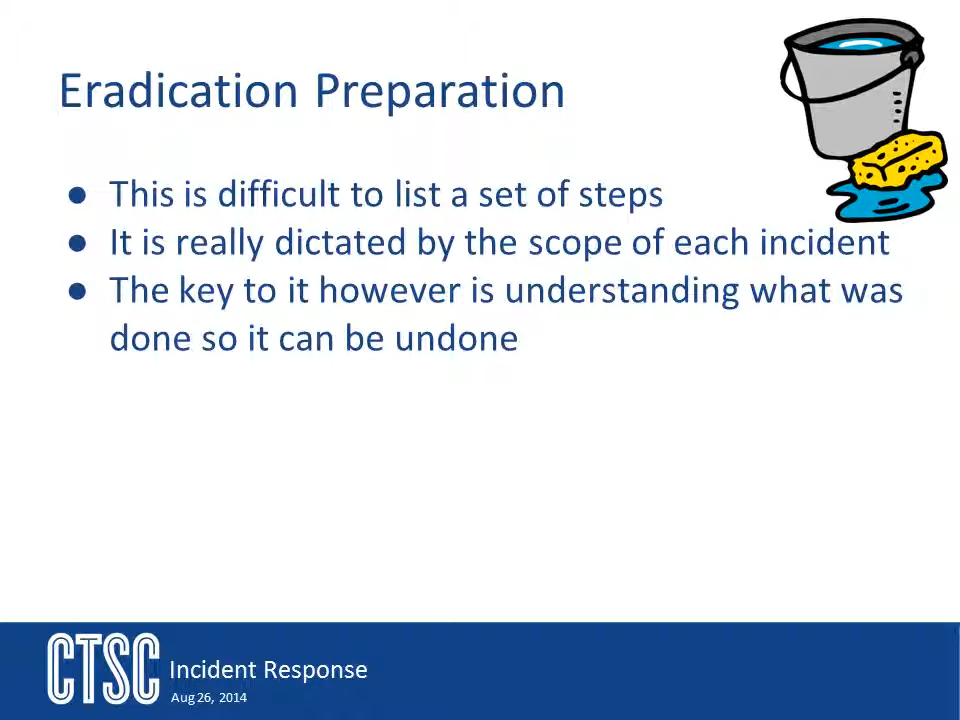 Eradication Preparation
● This is difficult to list a set of steps
● It is really dictated by the scope of each incident
● The key to it however is understanding what was
done so it can be undone
CTSC
Incident Response
Aug 26, 2014